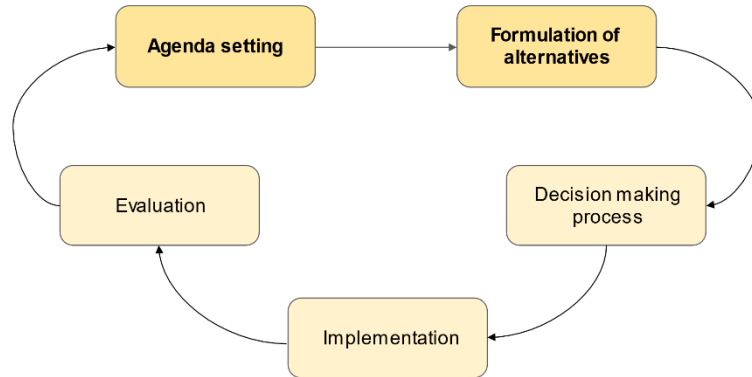 Agenda setting
Formulation of
alternatives
Decision making
process
Implementation
Evaluation